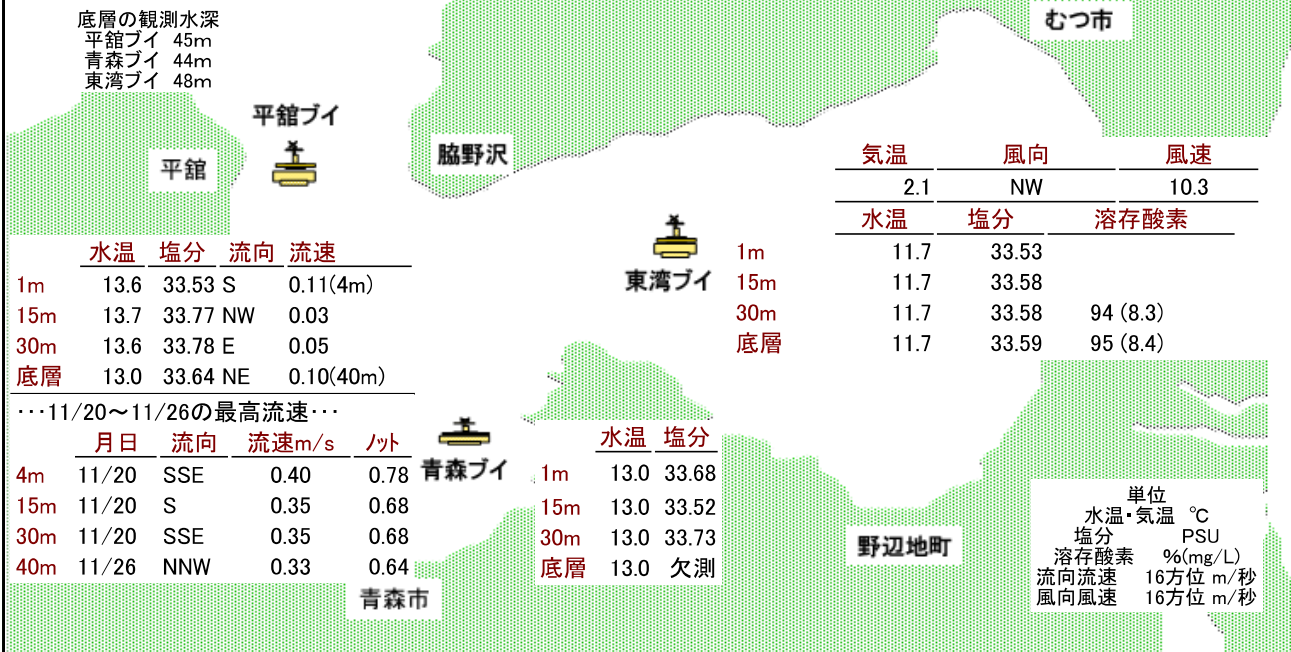 底層の観測水深
平舘ブイ 45m
青森ブイ 44m
東湾ブイ 48m
むつ市
平舘ブイ
平舘
脇野沢
気温 風向 風速
2.1 NW 10.3
水温 塩分 溶存酸素
1m 11.7 33.53
15m 11.7 33.58
30m 11.7 33.58 94 (8.3)
底層 11.7 33.59 95 (8.4)
東湾ブイ
水温 塩分 流向 流速
1m 13.6 33.53 S 0.11(4m)
15m 13.7 33.77 NW 0.03
30m 13.6 33.78 E 0.05
底層 13.0 33.64 NE 0.10(40m)
･･･11/20～11/26の最高流速･･･
月日 流向 流速m/s ﾉｯﾄ
4m 11/20 SSE 0.40 0.78
15m 11/20 S 0.35 0.68
30m 11/20 SSE 0.35 0.68
40m 11/26 NNW 0.33 0.64
青森ブイ
水温 塩分
1m 13.0 33.68
15m 13.0 33.52
30m 13.0 33.73
底層 13.0 欠測
青森市
野辺地町
単位
水温･気温 ℃
塩分 PSU
溶存酸素 %(mg/L)
流向流速 16方位 m/秒
風向風速 16方位 m/秒